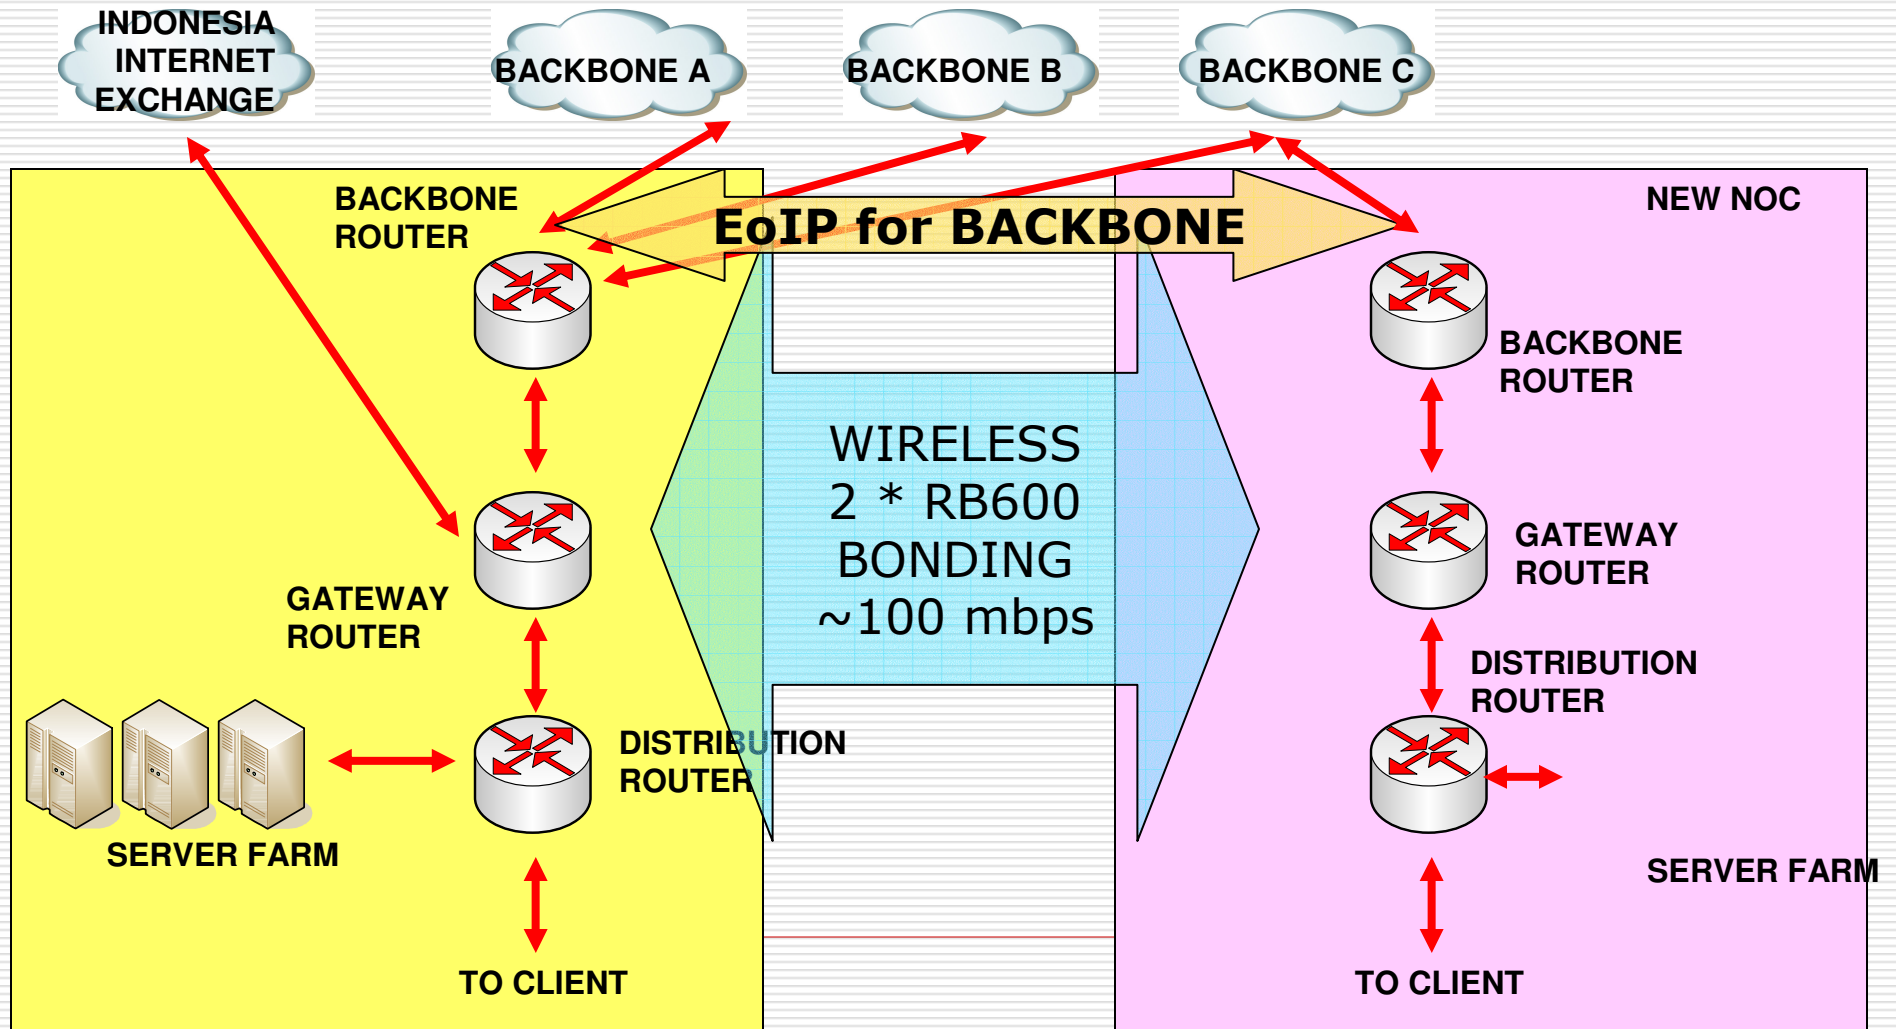 INDONESIA
INTERNET
EXCHANGE
BACKBONE A
BACKBONE B
BACKBONE C
BACKBONE
ROUTER
NEW NOC
EoIP for BACKBONE
BACKBONE
ROUTER
WIRELESS
2 * RB600
BONDING
~100 mbps
GATEWAY
ROUTER
GATEWAY
ROUTER
DISTRIBUTION
ROUTER
DISTRIBUTION
ROUTER
SERVER FARM
SERVER FARM
TO CLIENT
TO CLIENT